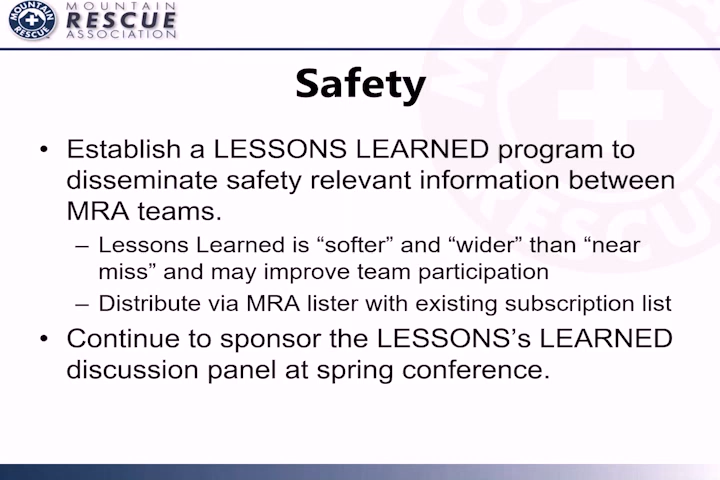 MOUNTAIN
RESCUE
ASSOCIATION
MOUNTAIN
RESCUE
Safety
• Establish a LESSONS LEARNED program to
disseminate safety relevant information between
MRA teams.
– Lessons Learned is “softer” and “wider” than “near
miss” and may improve team participation
– Distribute via MRA lister with existing subscription list
• Continue to sponsor the LESSONS’s LEARNED
discussion panel at spring conference.